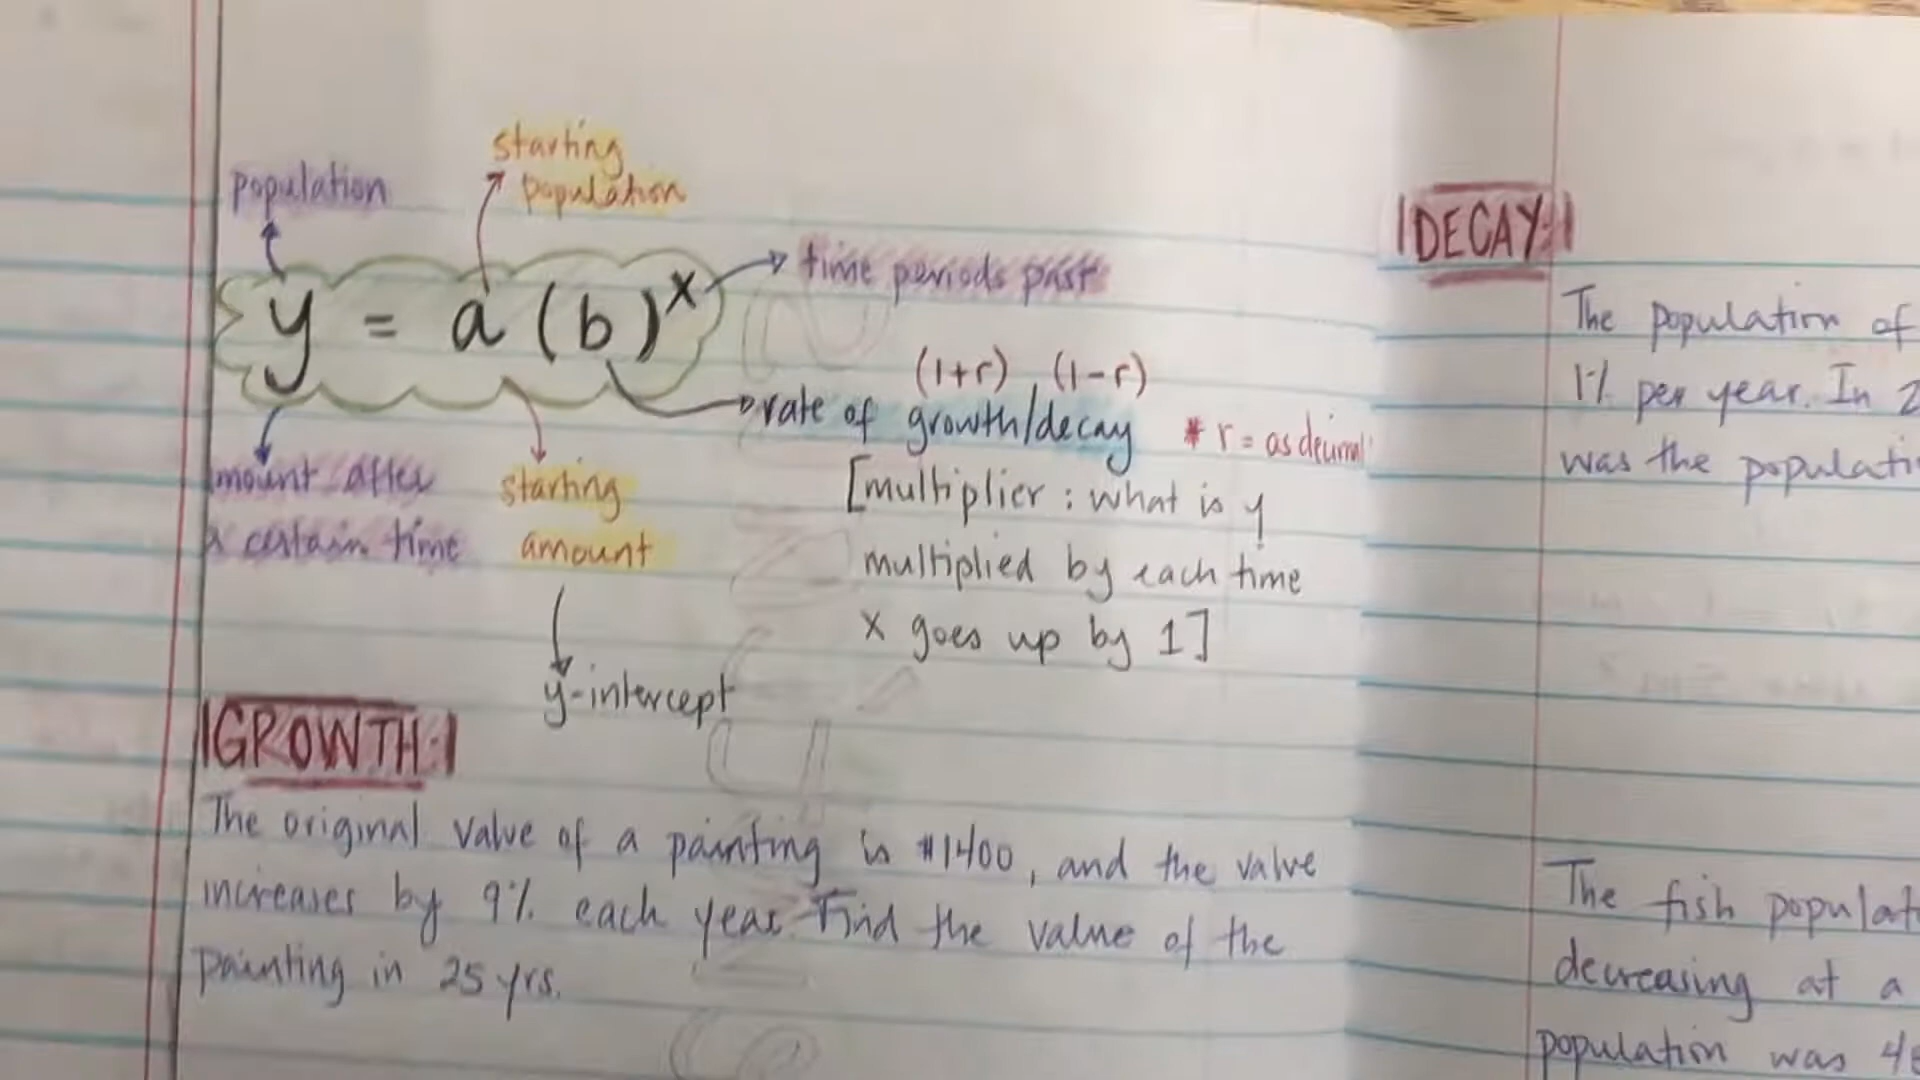 population
starting
population
y = a (b)^x
time periods past
(1+r), (1-r)
rate of growth/decay
* r = as decimal
[multiplier : what is y
multiplied by each time
x goes up by 1]
mount after
a certain time
starting
amount
y-intercept
GROWTH:
The original value of a painting is $1400, and the value
increases by 9% each year. Find the value of the
painting in 25 yrs.
DECAY:
The population of
1% per year. In 2
was the populati
The fish populat
decreasing at a
population was 48